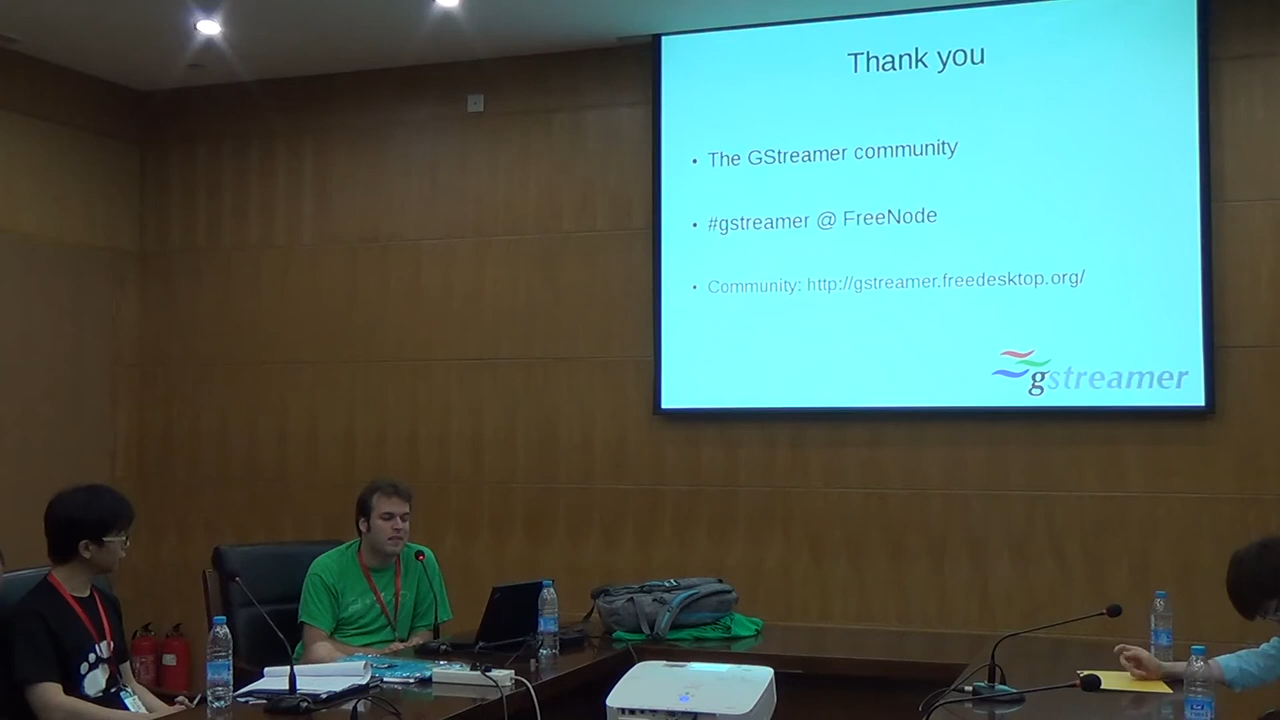 Thank you
• The GStreamer community
• #gstreamer @ FreeNode
• Community: http://gstreamer.freedesktop.org/
gstreamer